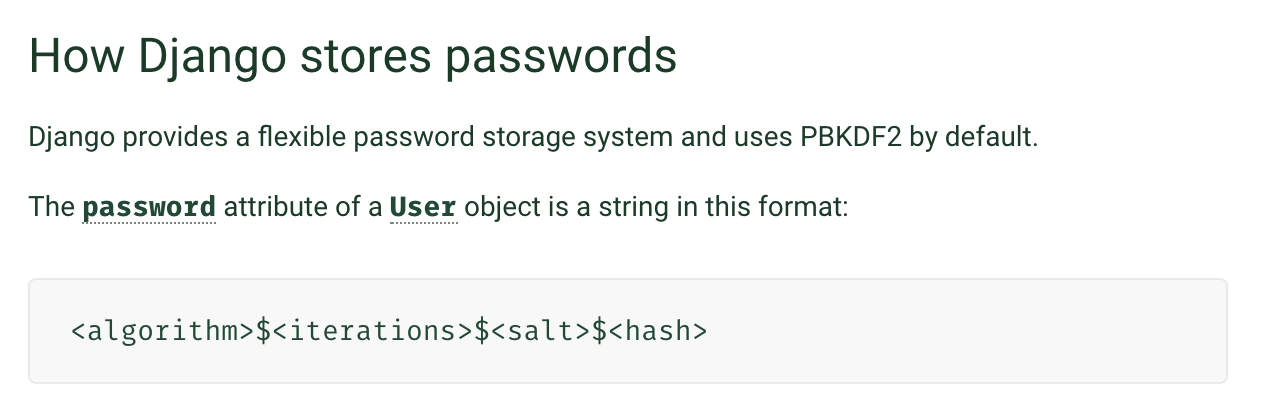 How Django stores passwords
Django provides a flexible password storage system and uses PBKDF2 by default.
The password attribute of a User object is a string in this format:
<algorithm>$<iterations>$<salt>$<hash>